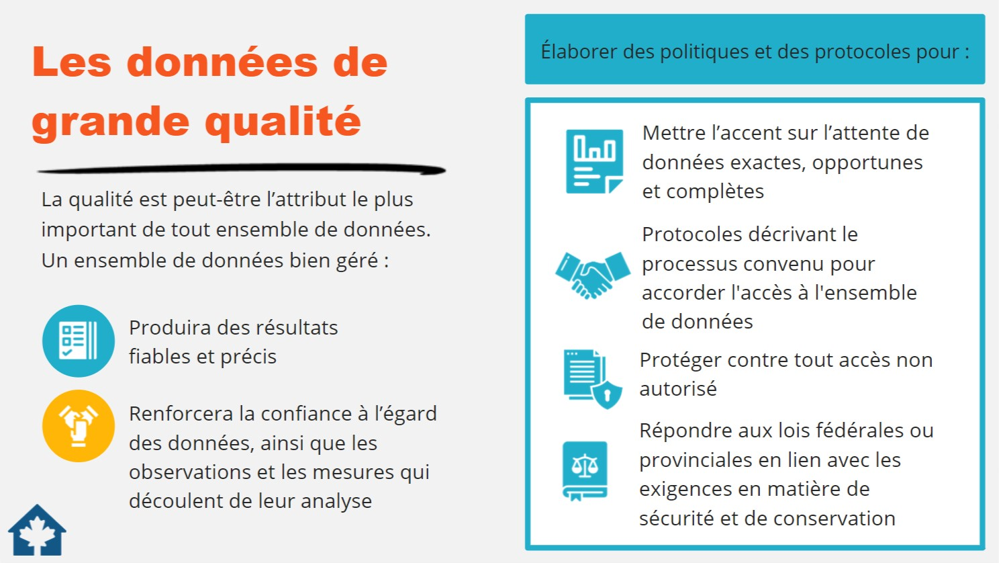 Les données de
grande qualité
La qualité est peut-être l’attribut le plus
important de tout ensemble de données.
Un ensemble de données bien géré :
Produira des résultats
fiables et précis
Renforcera la confiance à l’égard
des données, ainsi que les
observations et les mesures qui
découlent de leur analyse
Élaborer des politiques et des protocoles pour :
Mettre l’accent sur l’attente de
données exactes, opportunes
et complètes
Protocoles décrivant le
processus convenu pour
accorder l'accès à l'ensemble
de données
Protéger contre tout accès non
autorisé
Répondre aux lois fédérales ou
provinciales en lien avec les
exigences en matière de
sécurité et de conservation